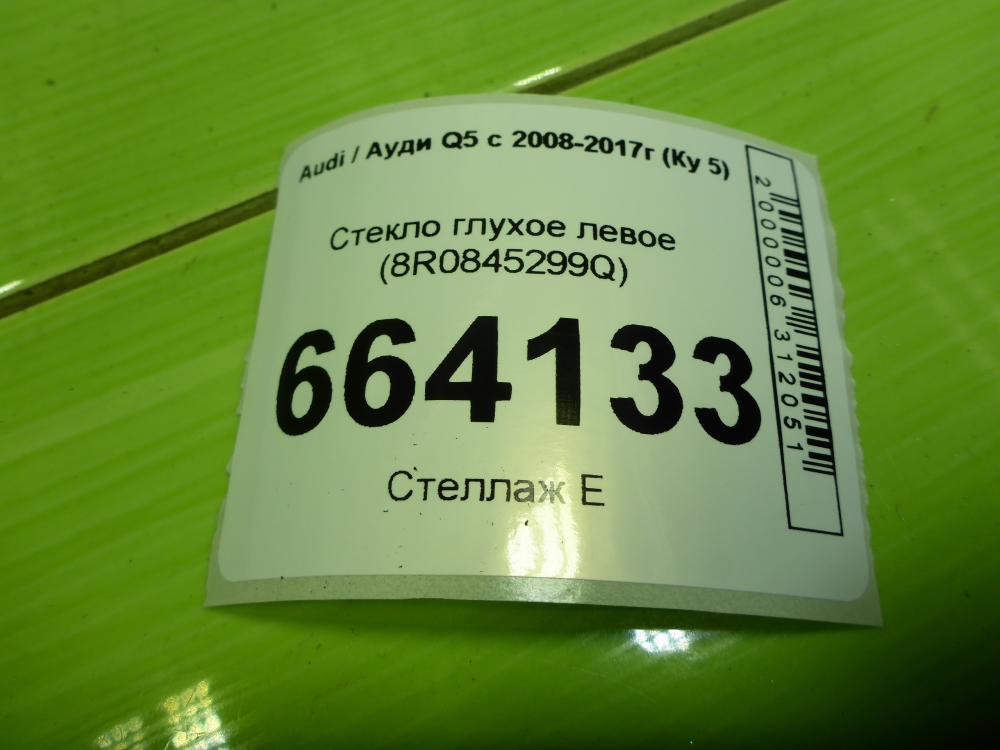 Audi / Ауди Q5 с 2008-2017г (Ку 5)
Стекло глухое левое
(8R0845299Q)
664133
Стеллаж E
2000006312051